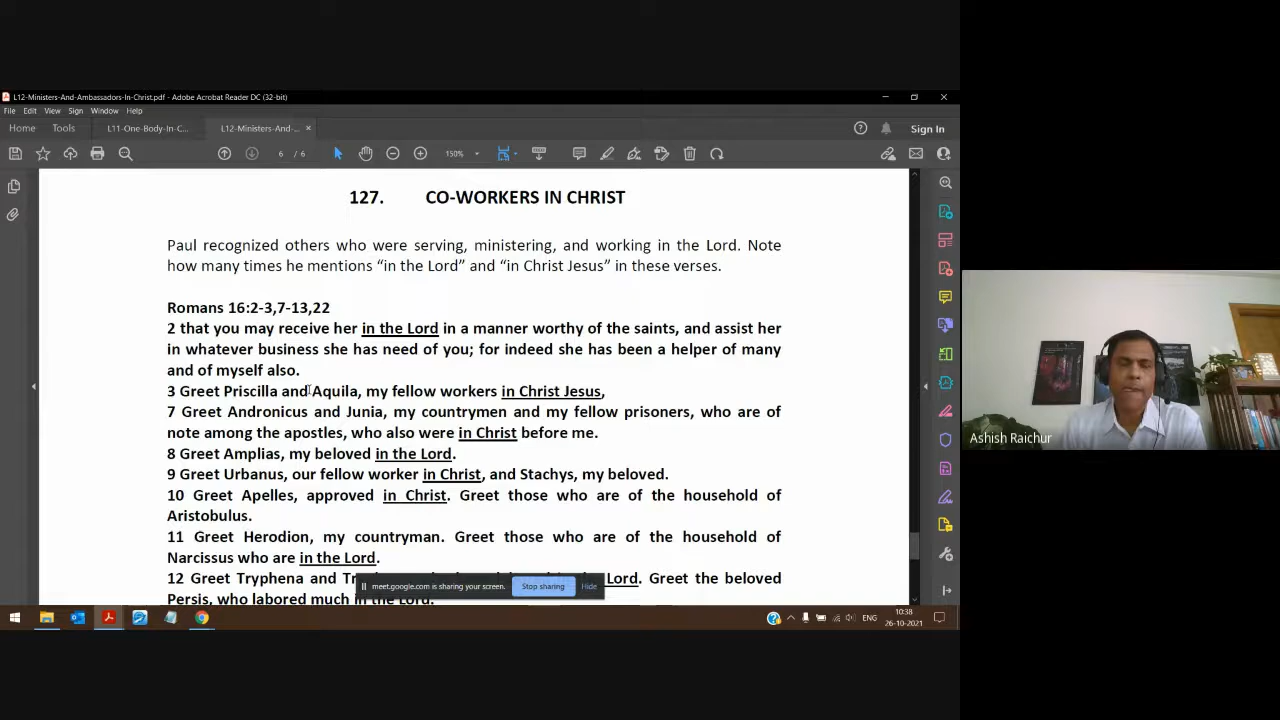 L12-Ministers-And-Ambassadors-In-Christ.pdf - Adobe Acrobat Reader DC (32-bit)
File Edit View Sign Window Help
Home Tools L11-One-Body-In-C... L12-Ministers-And-... × Sign In
6 / 6 150%
127. CO-WORKERS IN CHRIST
Paul recognized others who were serving, ministering, and working in the Lord. Note
how many times he mentions “in the Lord” and “in Christ Jesus” in these verses.
Romans 16:2-3,7-13,22
2 that you may receive her in the Lord in a manner worthy of the saints, and assist her
in whatever business she has need of you; for indeed she has been a helper of many
and of myself also.
3 Greet Priscilla and Aquila, my fellow workers in Christ Jesus,
7 Greet Andronicus and Junia, my countrymen and my fellow prisoners, who are of
note among the apostles, who also were in Christ before me.
8 Greet Amplias, my beloved in the Lord.
9 Greet Urbanus, our fellow worker in Christ, and Stachys, my beloved.
10 Greet Apelles, approved in Christ. Greet those who are of the household of
Aristobulus.
11 Greet Herodion, my countryman. Greet those who are of the household of
Narcissus who are in the Lord.
12 Greet Tryphena and Lord. Greet the beloved
Persis, who labored much in the Lord.
meet.google.com is sharing your screen. Stop sharing Hide
Ashish Raichur
ENG
10:38
26-10-2021